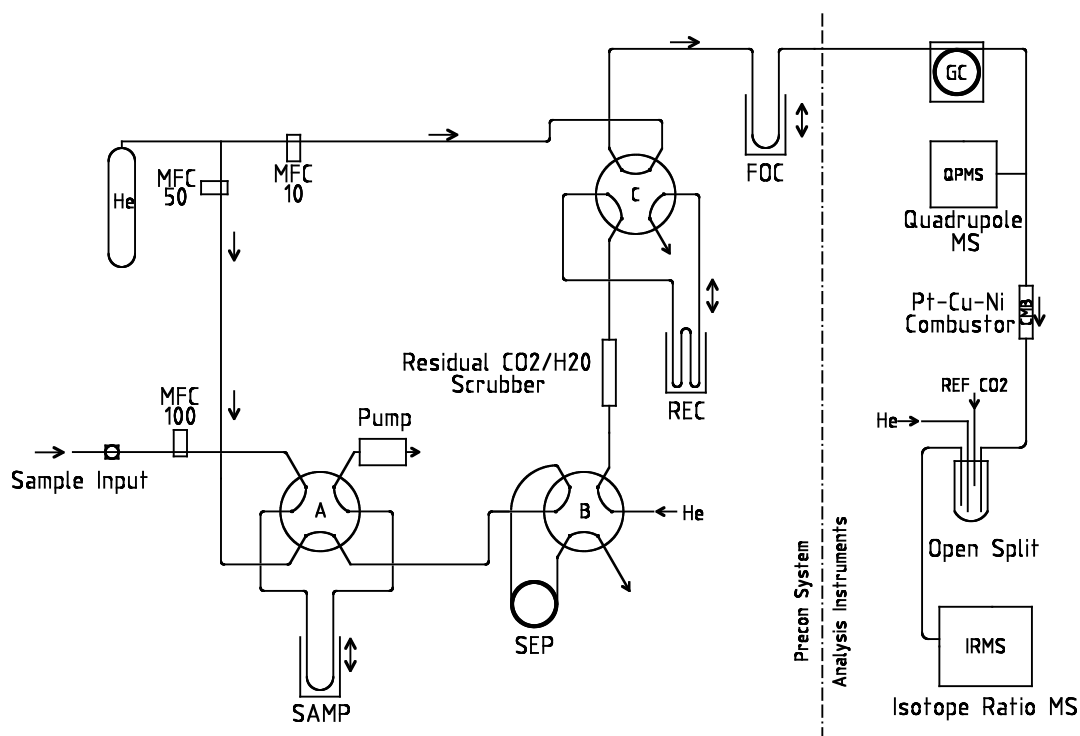 GC
He
MFC
50
MFC
10
C
FOC
QPMS
Quadrupole
MS
Pt-Cu-Ni
Combustor
CMB
Residual CO2/H20
Scrubber
REC
REF CO2
He
MFC
100
Pump
Sample Input
A
B
He
Open Split
SEP
Precon System
Analysis Instruments
IRMS
SAMP
Isotope Ratio MS